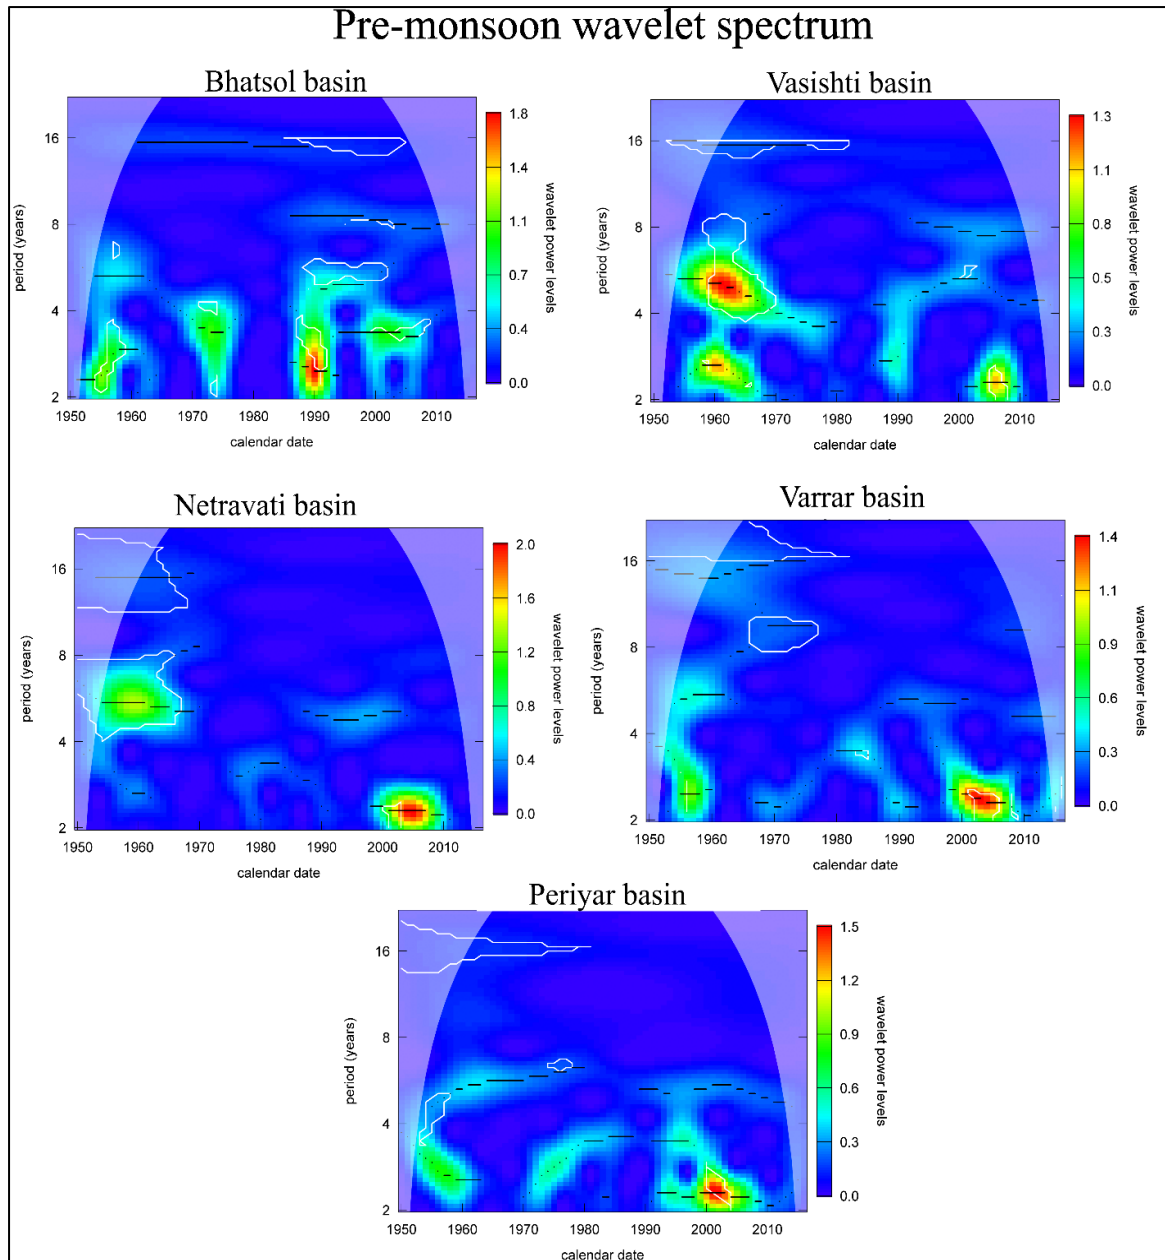 Pre-monsoon wavelet spectrum
Bhatsol basin
16
8
4
2
period (years)
1950 1960 1970 1980 1990 2000 2010
calendar date
1.8
1.4
1.1
0.7
0.4
0.0
wavelet power levels
Vasishti basin
16
8
4
2
period (years)
1950 1960 1970 1980 1990 2000 2010
calendar date
1.3
1.1
0.8
0.5
0.3
0.0
wavelet power levels
Netravati basin
16
8
4
2
period (years)
1950 1960 1970 1980 1990 2000 2010
calendar date
2.0
1.6
1.2
0.8
0.4
0.0
wavelet power levels
Varrar basin
16
8
4
2
period (years)
1950 1960 1970 1980 1990 2000 2010
calendar date
1.4
1.2
0.9
0.6
0.3
0.0
wavelet power levels
Periyar basin
16
8
4
2
period (years)
1950 1960 1970 1980 1990 2000 2010
calendar date
1.5
1.2
0.9
0.6
0.3
0.0
wavelet power levels